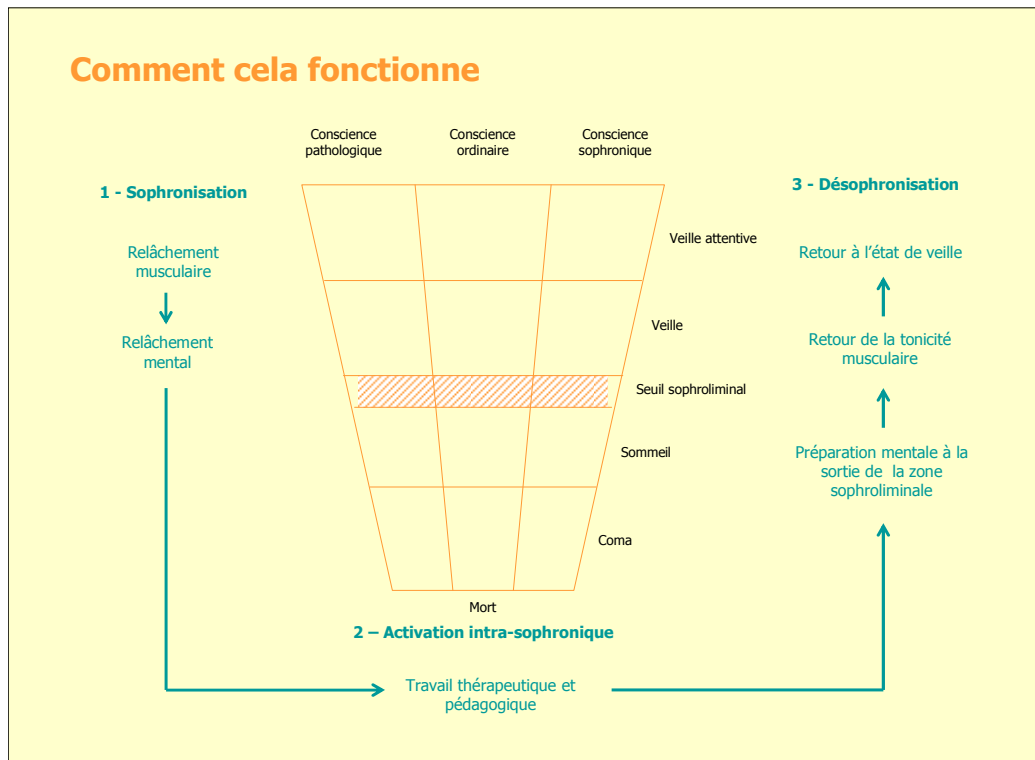 Comment cela fonctionne
Conscience
pathologique
Conscience
ordinaire
Conscience
sophronique
1 - Sophronisation
Relâchement
musculaire
Relâchement
mental
Veille attentive
Veille
Seuil sophroliminal
Sommeil
Coma
Mort
2 – Activation intra-sophronique
Travail thérapeutique et
pédagogique
3 - Désophronisation
Retour à l’état de veille
Retour de la tonicité
musculaire
Préparation mentale à la
sortie de la zone
sophroliminale